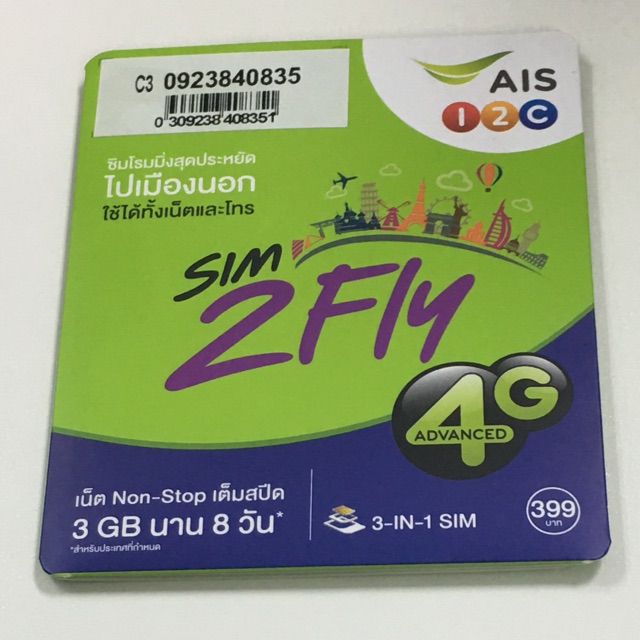 C3 0923840835
0 309238 408351
AIS
12C
ซิมโรมมิ่งสุดประหยัด
ไปเมืองนอก
ใช้ได้ทั้งเน็ตและโทร
SIM
2Fly
4G
ADVANCED
เน็ต Non-Stop เต็มสปีด
3 GB นาน 8 วัน*
*สำหรับประเทศที่กำหนด
3-IN-1 SIM
399
บาท